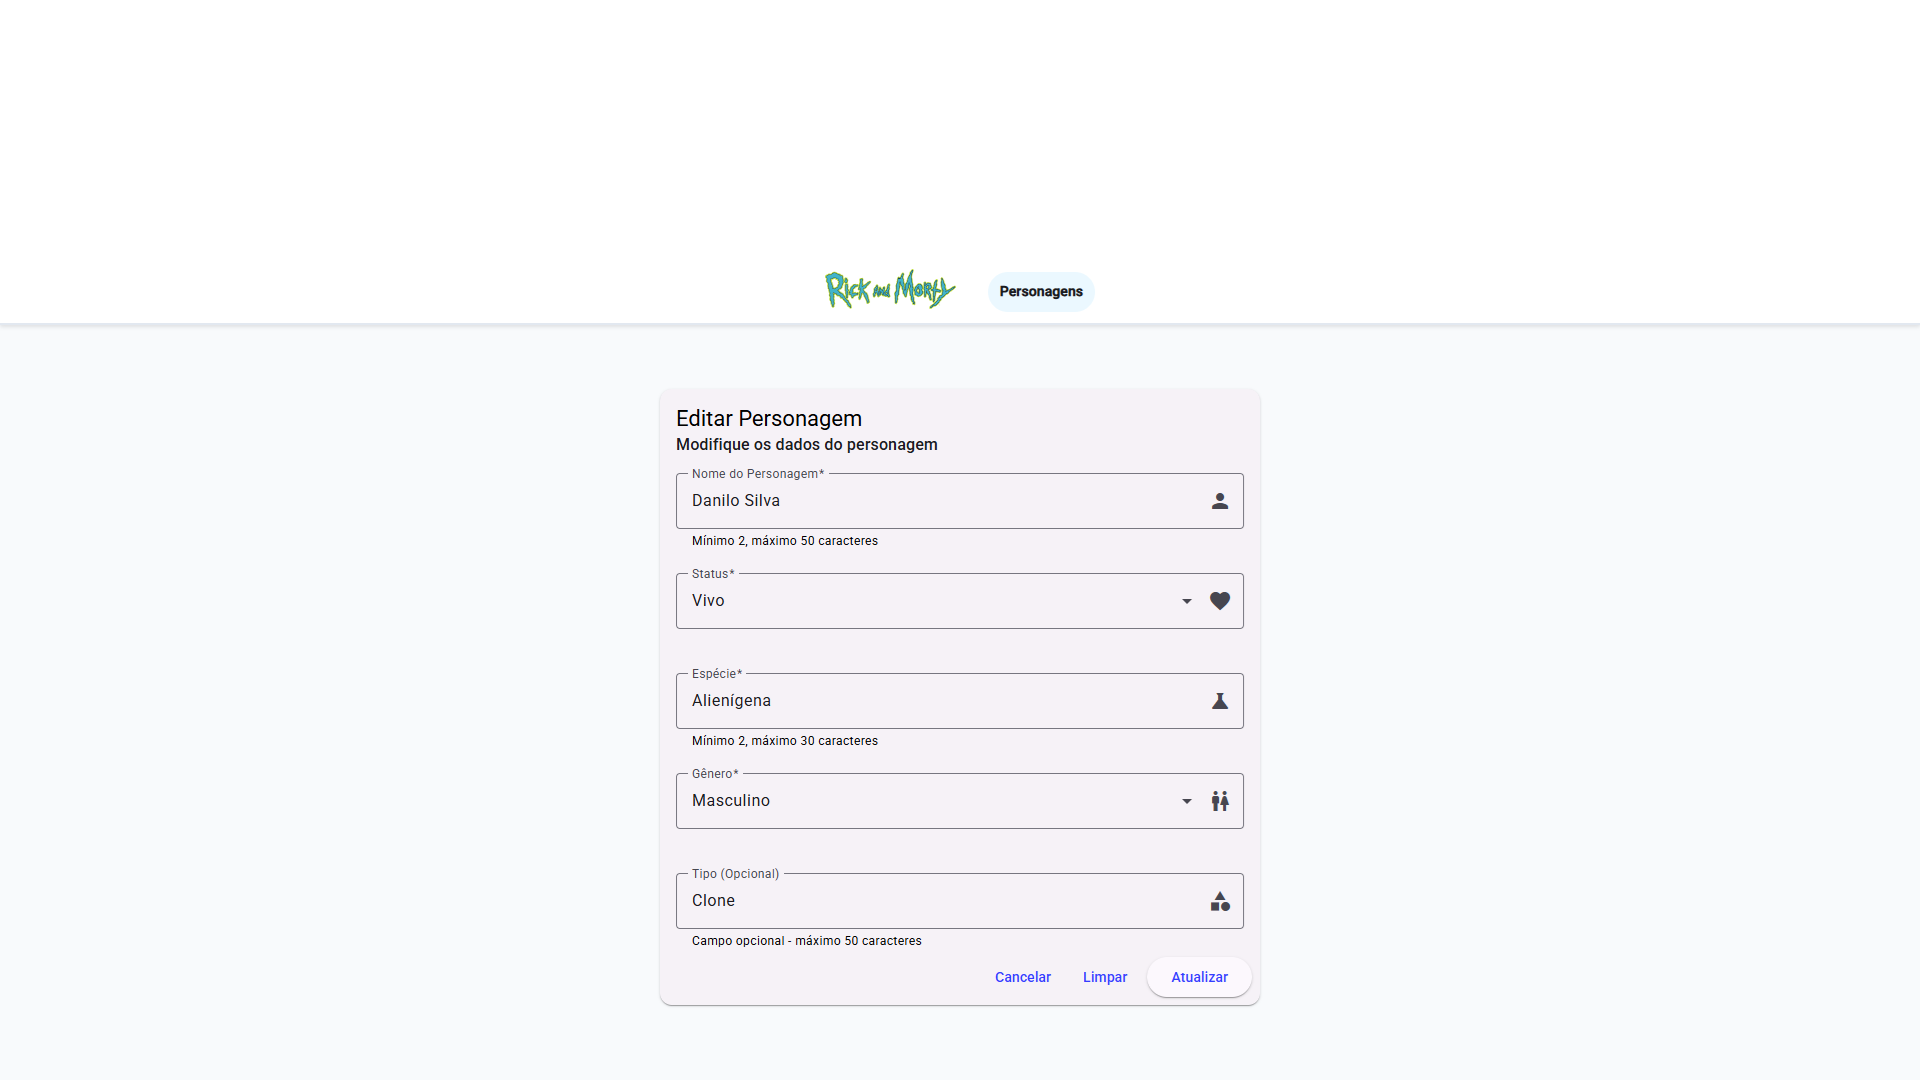 Rick and Morty
Personagens
Editar Personagem
Modifique os dados do personagem
Nome do Personagem*
Danilo Silva
Mínimo 2, máximo 50 caracteres
Status*
Vivo
Espécie*
Alienígena
Mínimo 2, máximo 30 caracteres
Gênero*
Masculino
Tipo (Opcional)
Clone
Campo opcional - máximo 50 caracteres
Cancelar
Limpar
Atualizar